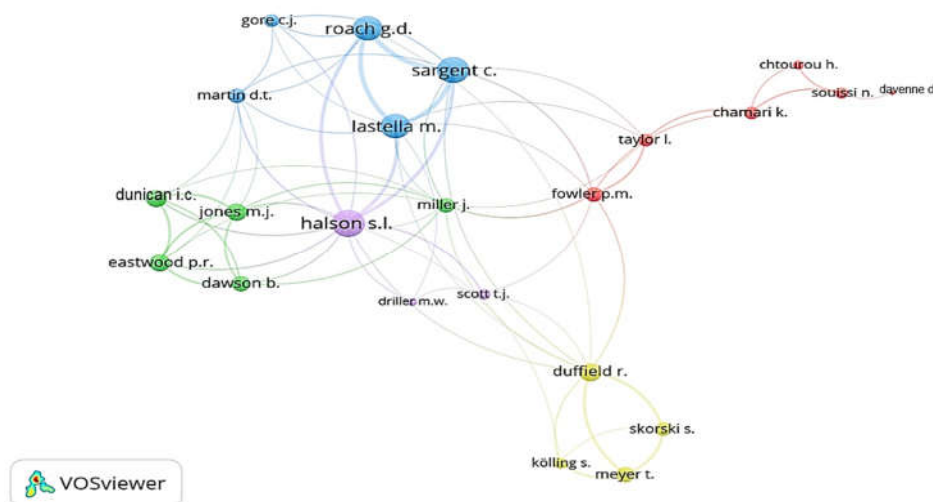 gore c.j.
roach g.d.
sargent c.
chtourou h.
martin d.t.
souissi n.
davenne d
chamari k.
lastella m.
taylor l.
dunican i.c.
fowler p.m.
miller j.
jones m.j.
halson s.l.
eastwood p.r.
dawson b.
scott t.j.
driller m.w.
duffield r.
skorski s.
kölling s.
meyer t.
VOSviewer